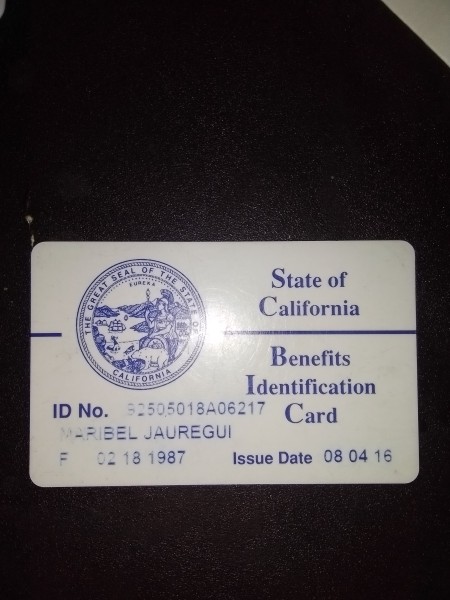 THE GREAT SEAL OF THE STATE OF CALIFORNIA
EUREKA
State of
California
Benefits
Identification
Card
ID No. 92505018A06217
MARIBEL JAUREGUI
F 02 18 1987 Issue Date 08 04 16